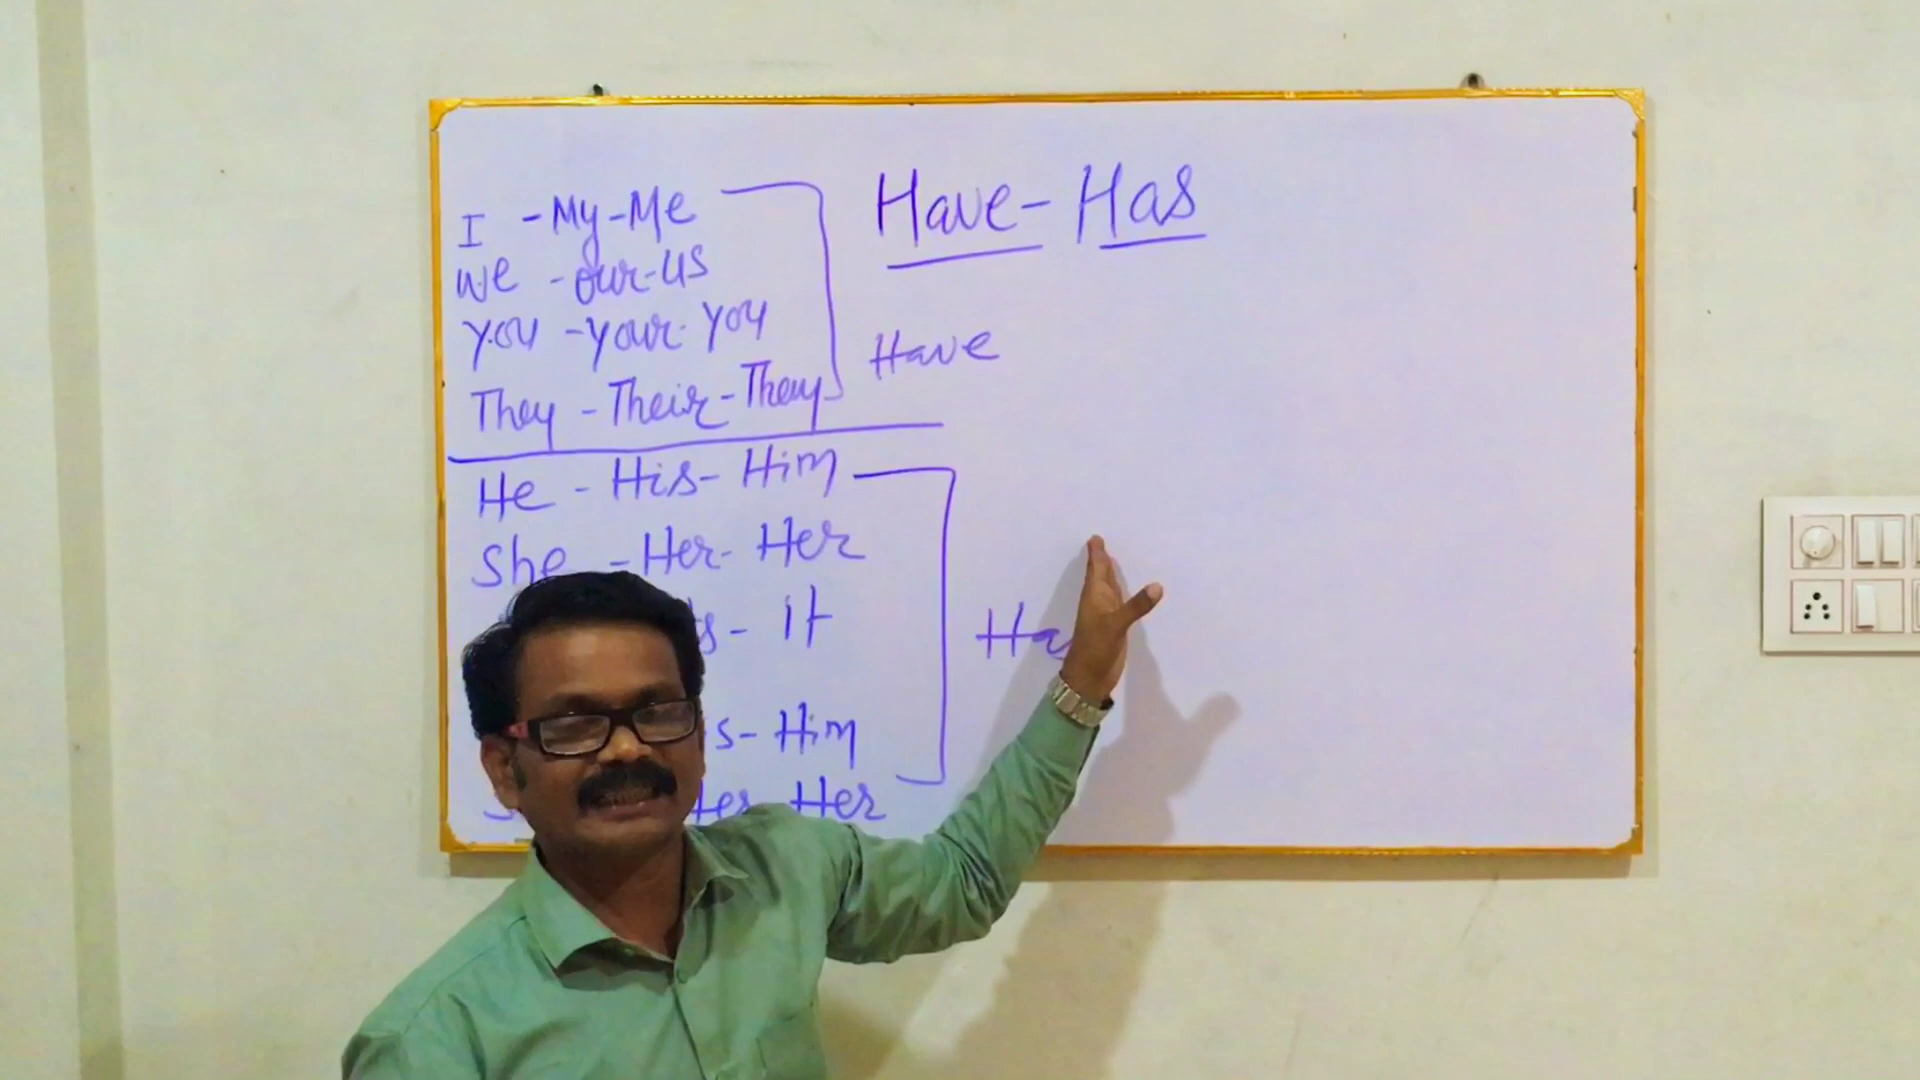 Have - Has
I - My - Me
We - our - us
You - Your - You
They - Their - They
Have
He - His - Him
She - Her - Her
- it
- Him
Her - Her